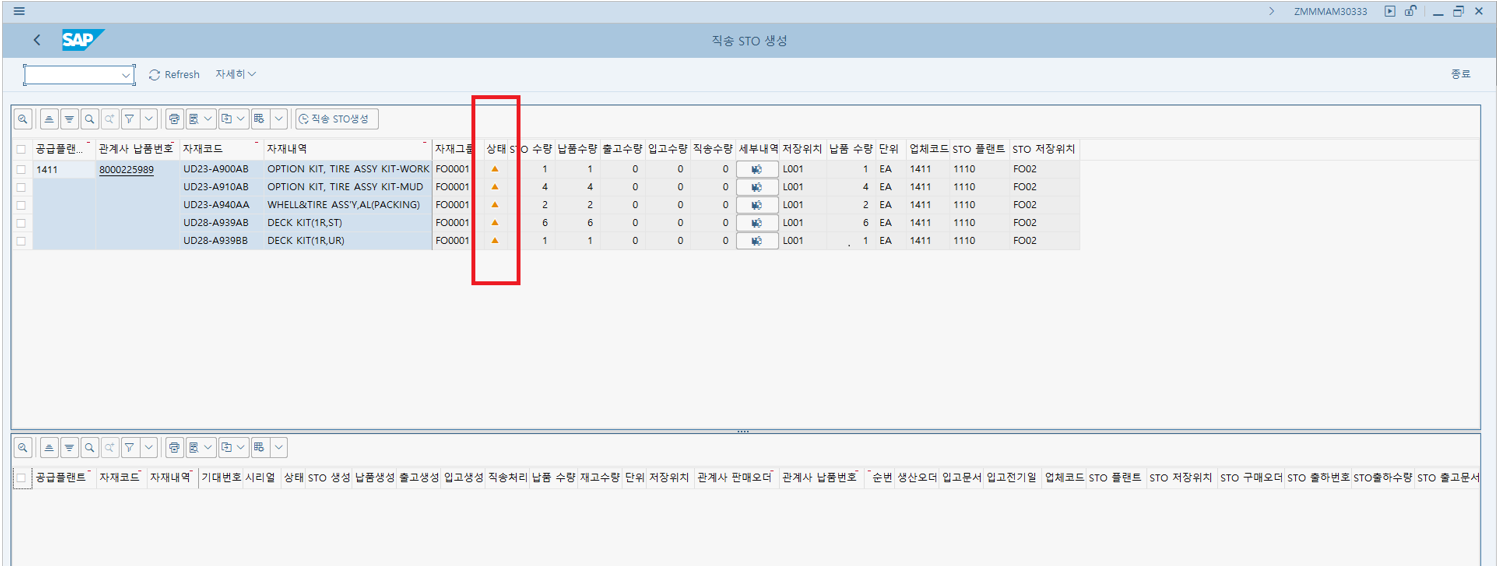 ZMMMAM30333
SAP
직송 STO 생성
Refresh 자세히 종료
직송 STO생성
공급플랜... 관계사 납품번호 자재코드 자재내역 자재그룹 상태 STO 수량 납품수량 출고수량 입고수량 직송수량 세부내역 저장위치 납품 수량 단위 업체코드 STO 플랜트 STO 저장위치
1411 8000225989 UD23-A900AB OPTION KIT, TIRE ASSY KIT-WORK FO0001 1 1 0 0 0 L001 1 EA 1411 1110 FO02
UD23-A910AB OPTION KIT, TIRE ASSY KIT-MUD FO0001 4 4 0 0 0 L001 4 EA 1411 1110 FO02
UD23-A940AA WHELL&TIRE ASS'Y,AL(PACKING) FO0001 2 2 0 0 0 L001 2 EA 1411 1110 FO02
UD28-A939AB DECK KIT(1R,ST) FO0001 6 6 0 0 0 L001 6 EA 1411 1110 FO02
UD28-A939BB DECK KIT(1R,UR) FO0001 1 1 0 0 0 L001 1 EA 1411 1110 FO02
공급플랜트 자재코드 자재내역 기대번호 시리얼 상태 STO 생성 납품생성 출고생성 입고생성 직송처리 납품 수량 재고수량 단위 저장위치 관계사 판매오더 관계사 납품번호 순번 생산오더 입고문서 입고전기일 업체코드 STO 플랜트 STO 저장위치 STO 구매오더 STO 출하번호 STO출하수량 STO 출고문서